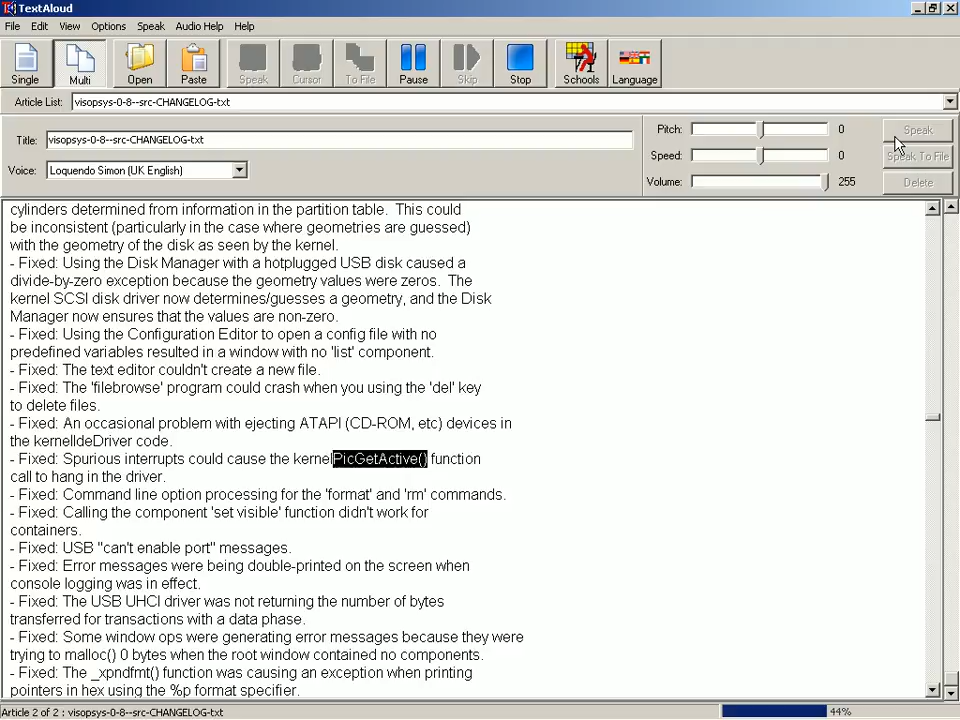 TextAloud
File Edit View Options Speak Audio Help Help
Single Multi Open Paste Speak Cursor To File Pause Skip Stop Schools Language
Article List: visopsys-0-8--src-CHANGELOG-txt
Title: visopsys-0-8--src-CHANGELOG-txt
Voice: Loquendo Simon (UK English)
Pitch: 0 Speak
Speed: 0 Speak To File
Volume: 255 Delete
cylinders determined from information in the partition table. This could
be inconsistent (particularly in the case where geometries are guessed)
with the geometry of the disk as seen by the kernel.
- Fixed: Using the Disk Manager with a hotplugged USB disk caused a
divide-by-zero exception because the geometry values were zeros. The
kernel SCSI disk driver now determines/guesses a geometry, and the Disk
Manager now ensures that the values are non-zero.
- Fixed: Using the Configuration Editor to open a config file with no
predefined variables resulted in a window with no 'list' component.
- Fixed: The text editor couldn't create a new file.
- Fixed: The 'filebrowse' program could crash when you using the 'del' key
to delete files.
- Fixed: An occasional problem with ejecting ATAPI (CD-ROM, etc) devices in
the kernelIdeDriver code.
- Fixed: Spurious interrupts could cause the kernelPicGetActive() function
call to hang in the driver.
- Fixed: Command line option processing for the 'format' and 'rm' commands.
- Fixed: Calling the component 'set visible' function didn't work for
containers.
- Fixed: USB "can't enable port" messages.
- Fixed: Error messages were being double-printed on the screen when
console logging was in effect.
- Fixed: The USB UHCI driver was not returning the number of bytes
transferred for transactions with a data phase.
- Fixed: Some window ops were generating error messages because they were
trying to malloc() 0 bytes when the root window contained no components.
- Fixed: The _xpndfmt() function was causing an exception when printing
pointers in hex using the %p format specifier.
Article 2 of 2 : visopsys-0-8--src-CHANGELOG-txt 44%